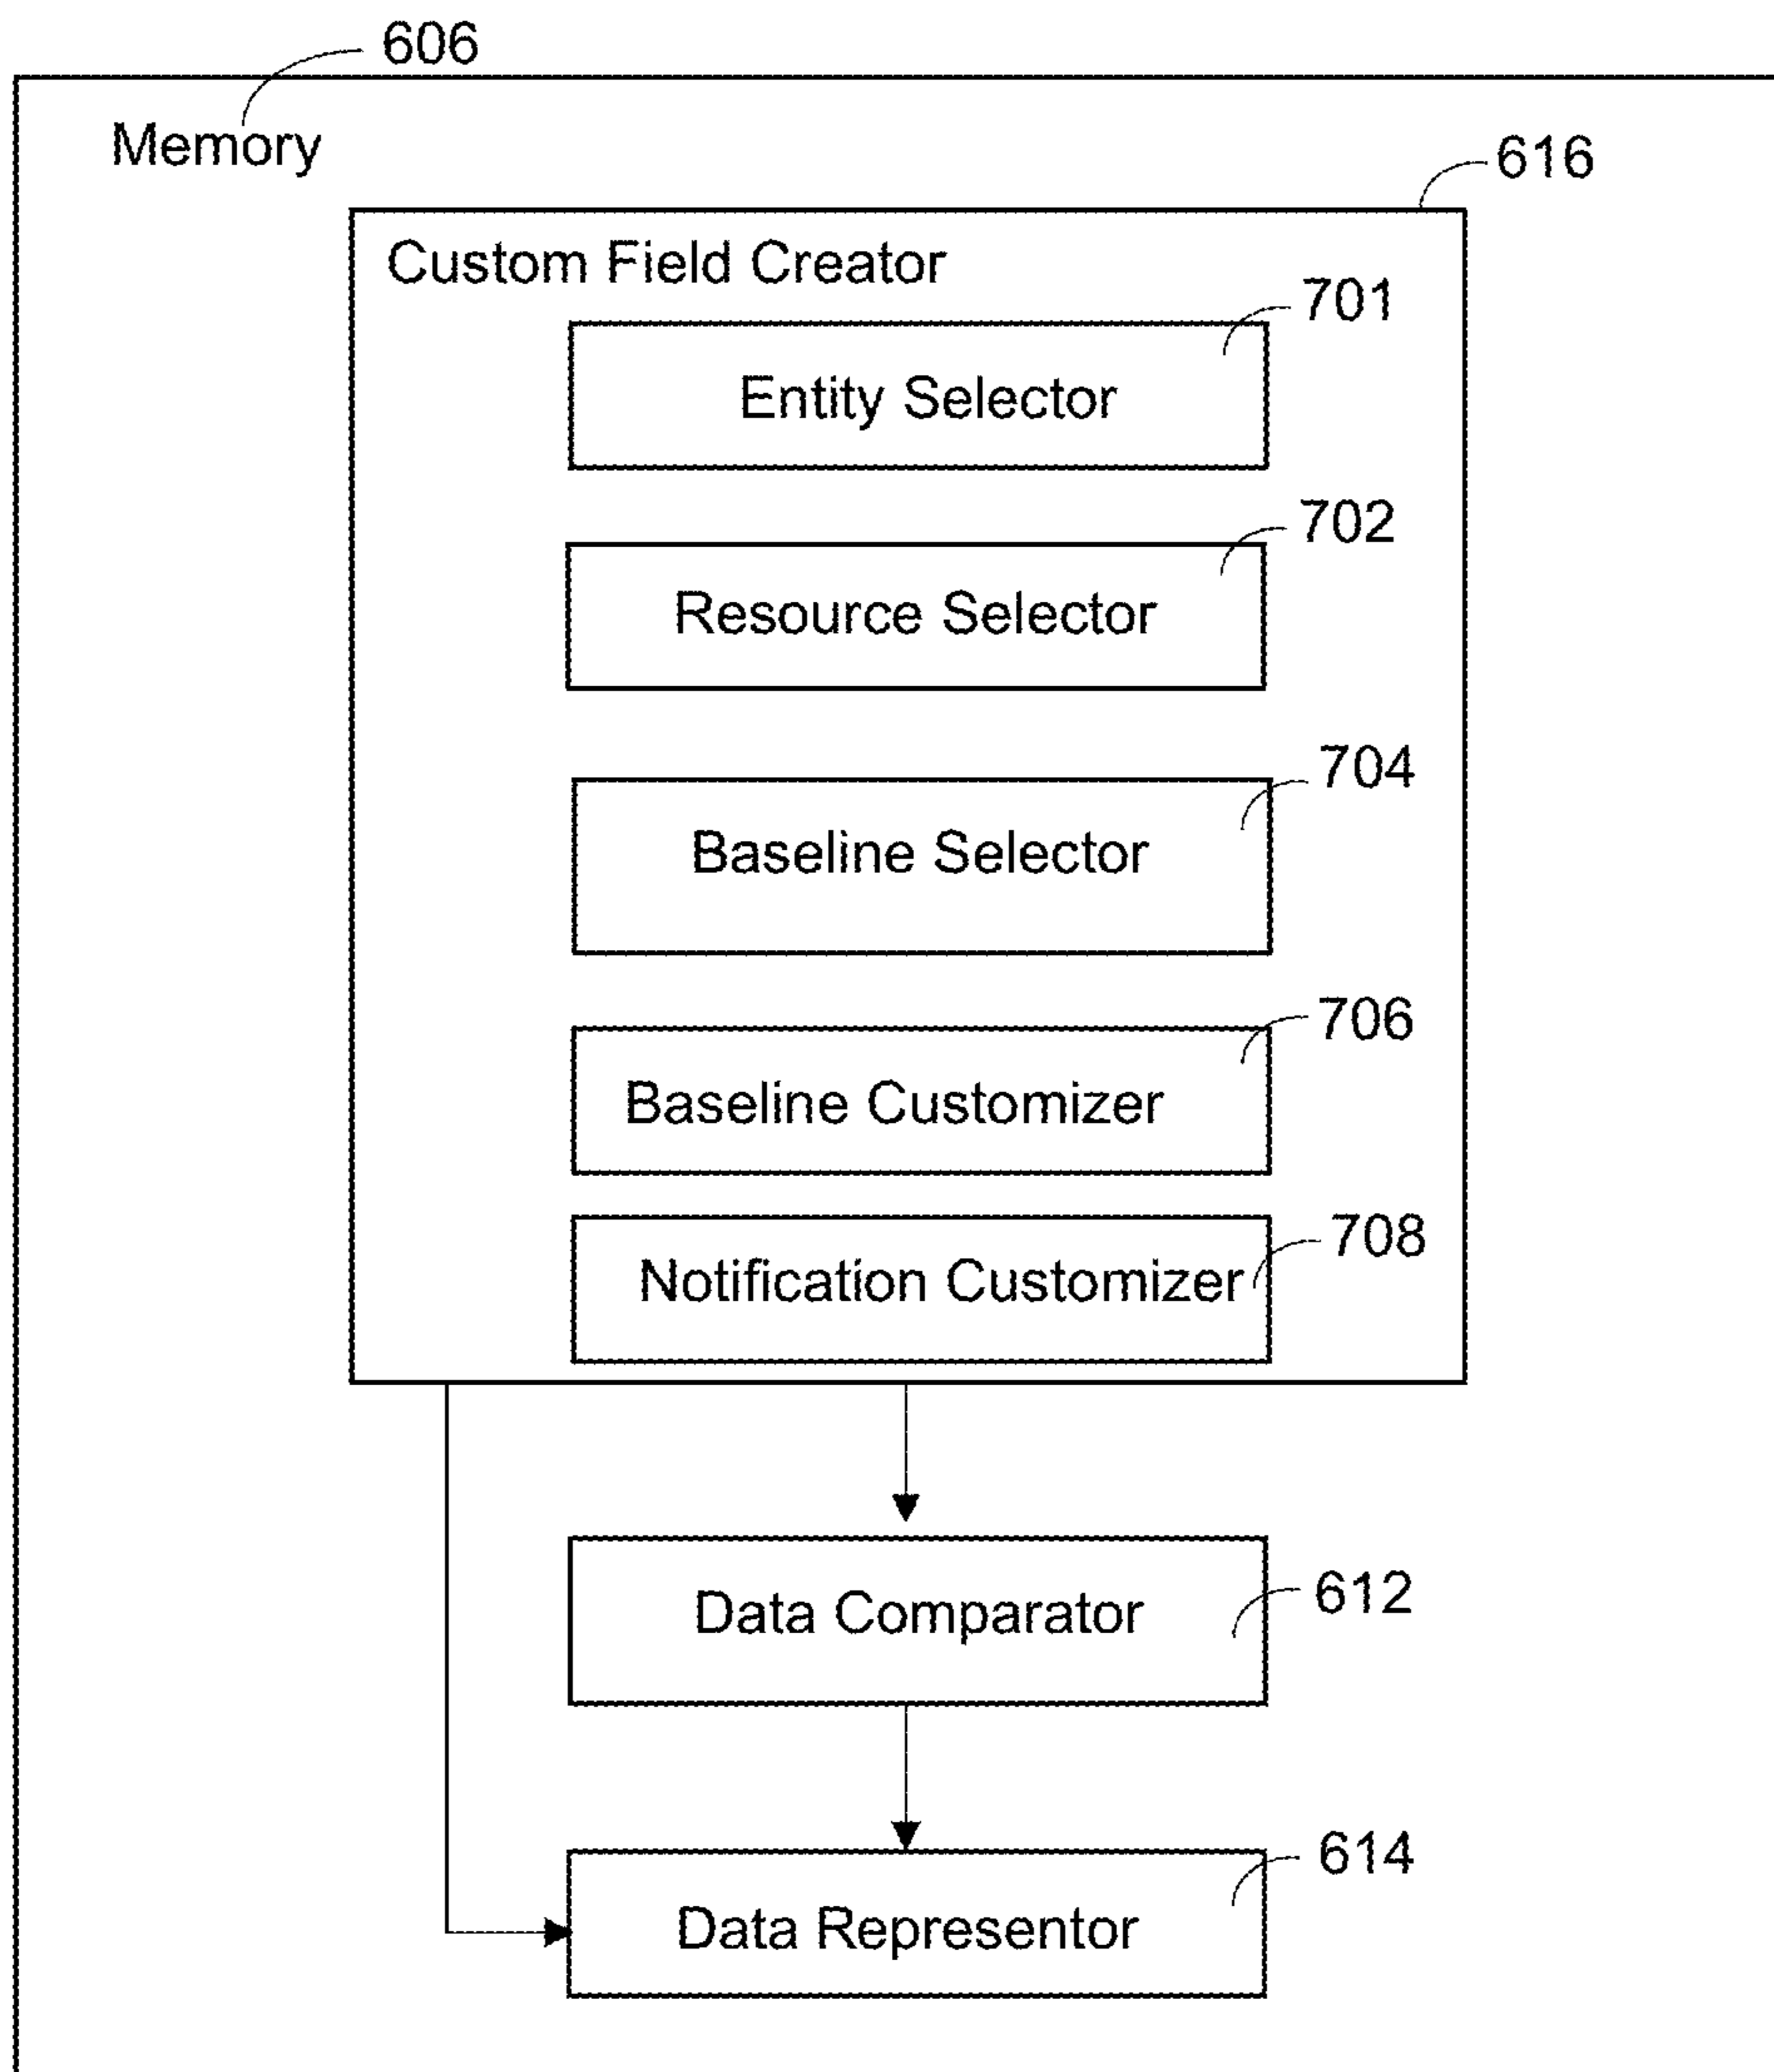 606
Memory
616
Custom Field Creator
701
Entity Selector
702
Resource Selector
704
Baseline Selector
706
Baseline Customizer
708
Notification Customizer
Data Comparator
612
614
Data Representor